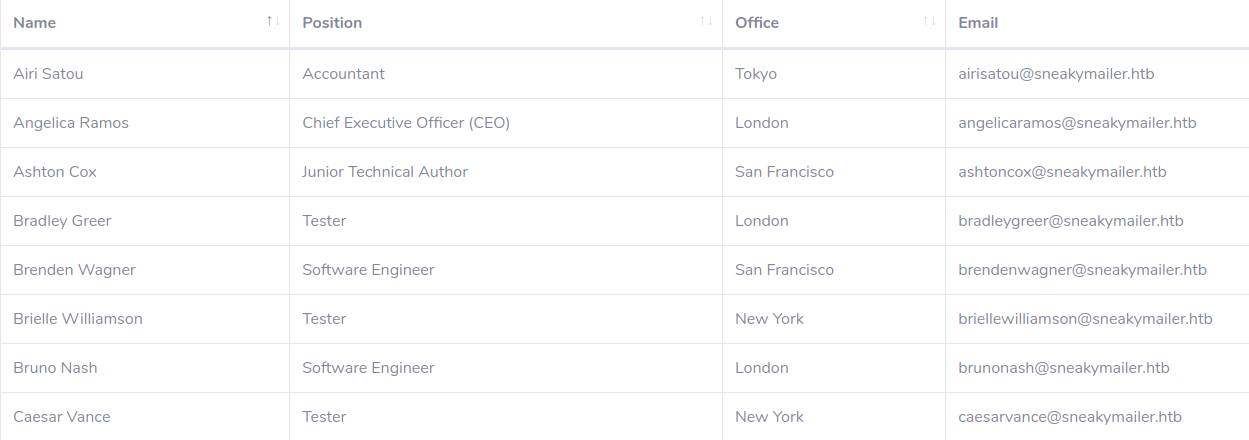 Name ↑↓ Position ↑↓ Office ↑↓ Email
Airi Satou Accountant Tokyo airisatou@sneakymailer.htb
Angelica Ramos Chief Executive Officer (CEO) London angelicaramos@sneakymailer.htb
Ashton Cox Junior Technical Author San Francisco ashtoncox@sneakymailer.htb
Bradley Greer Tester London bradleygreer@sneakymailer.htb
Brenden Wagner Software Engineer San Francisco brendenwagner@sneakymailer.htb
Brielle Williamson Tester New York briellewilliamson@sneakymailer.htb
Bruno Nash Software Engineer London brunonash@sneakymailer.htb
Caesar Vance Tester New York caesarvance@sneakymailer.htb